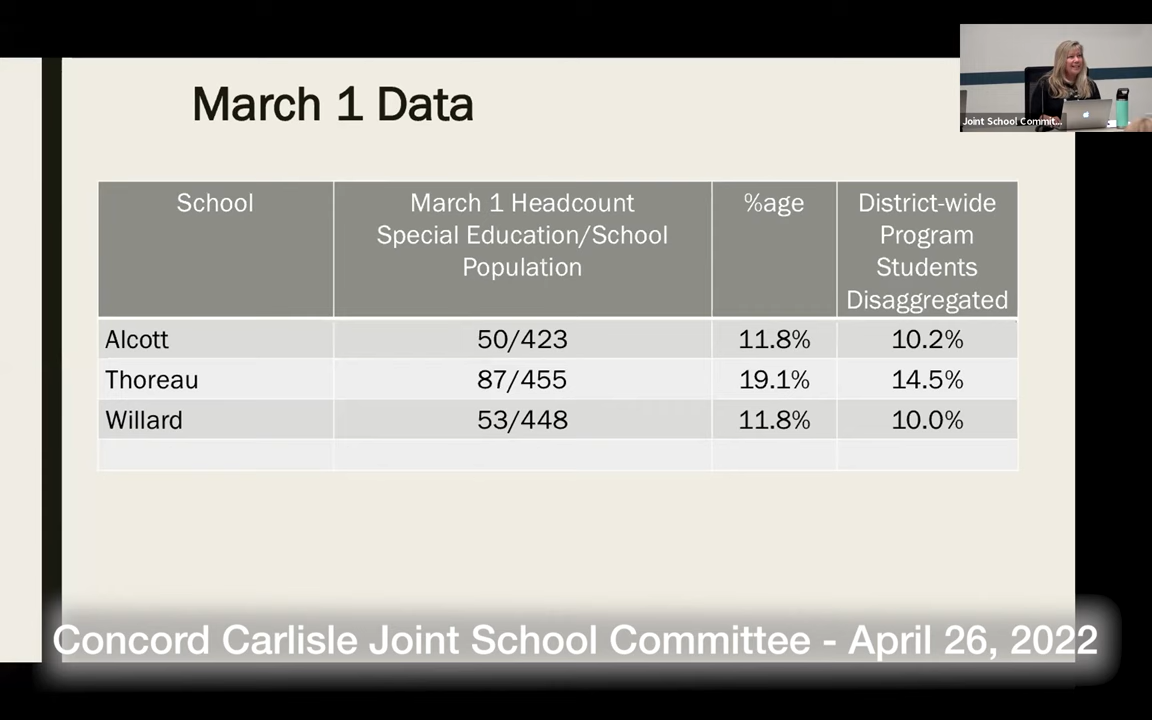 March 1 Data
Joint School Commit...
School
March 1 Headcount
Special Education/School
Population
%age
District-wide
Program
Students
Disaggregated
Alcott 50/423 11.8% 10.2%
Thoreau 87/455 19.1% 14.5%
Willard 53/448 11.8% 10.0%
Concord Carlisle Joint School Committee - April 26, 2022